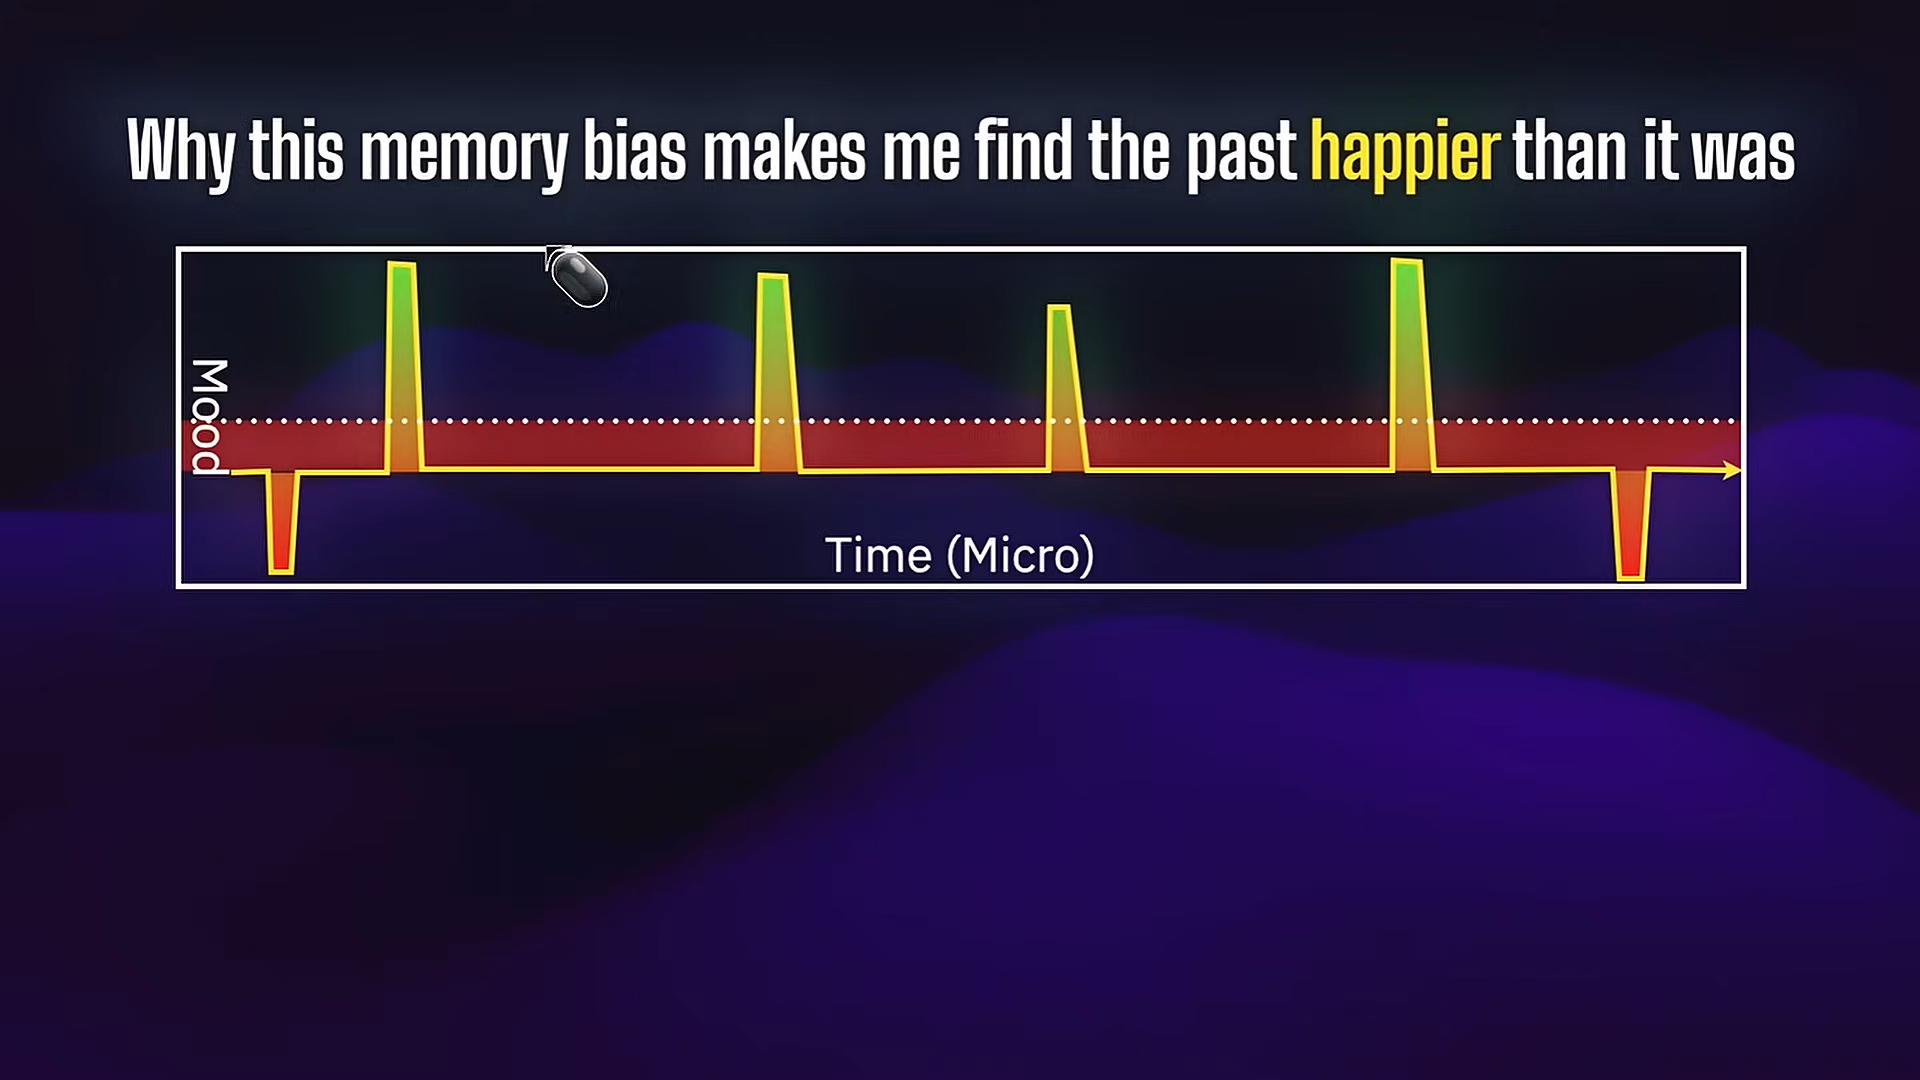 Why this memory bias makes me find the past happier than it was
Mood
Time (Micro)